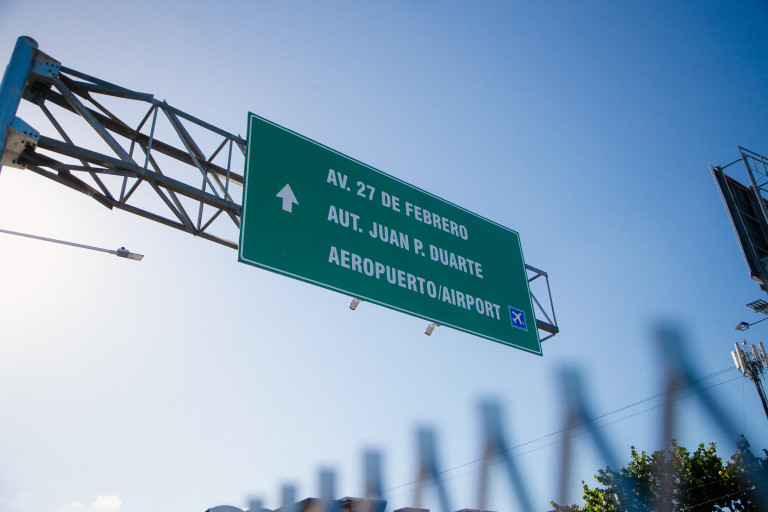 AV. 27 DE FEBRERO
AUT. JUAN P. DUARTE
AEROPUERTO/AIRPORT